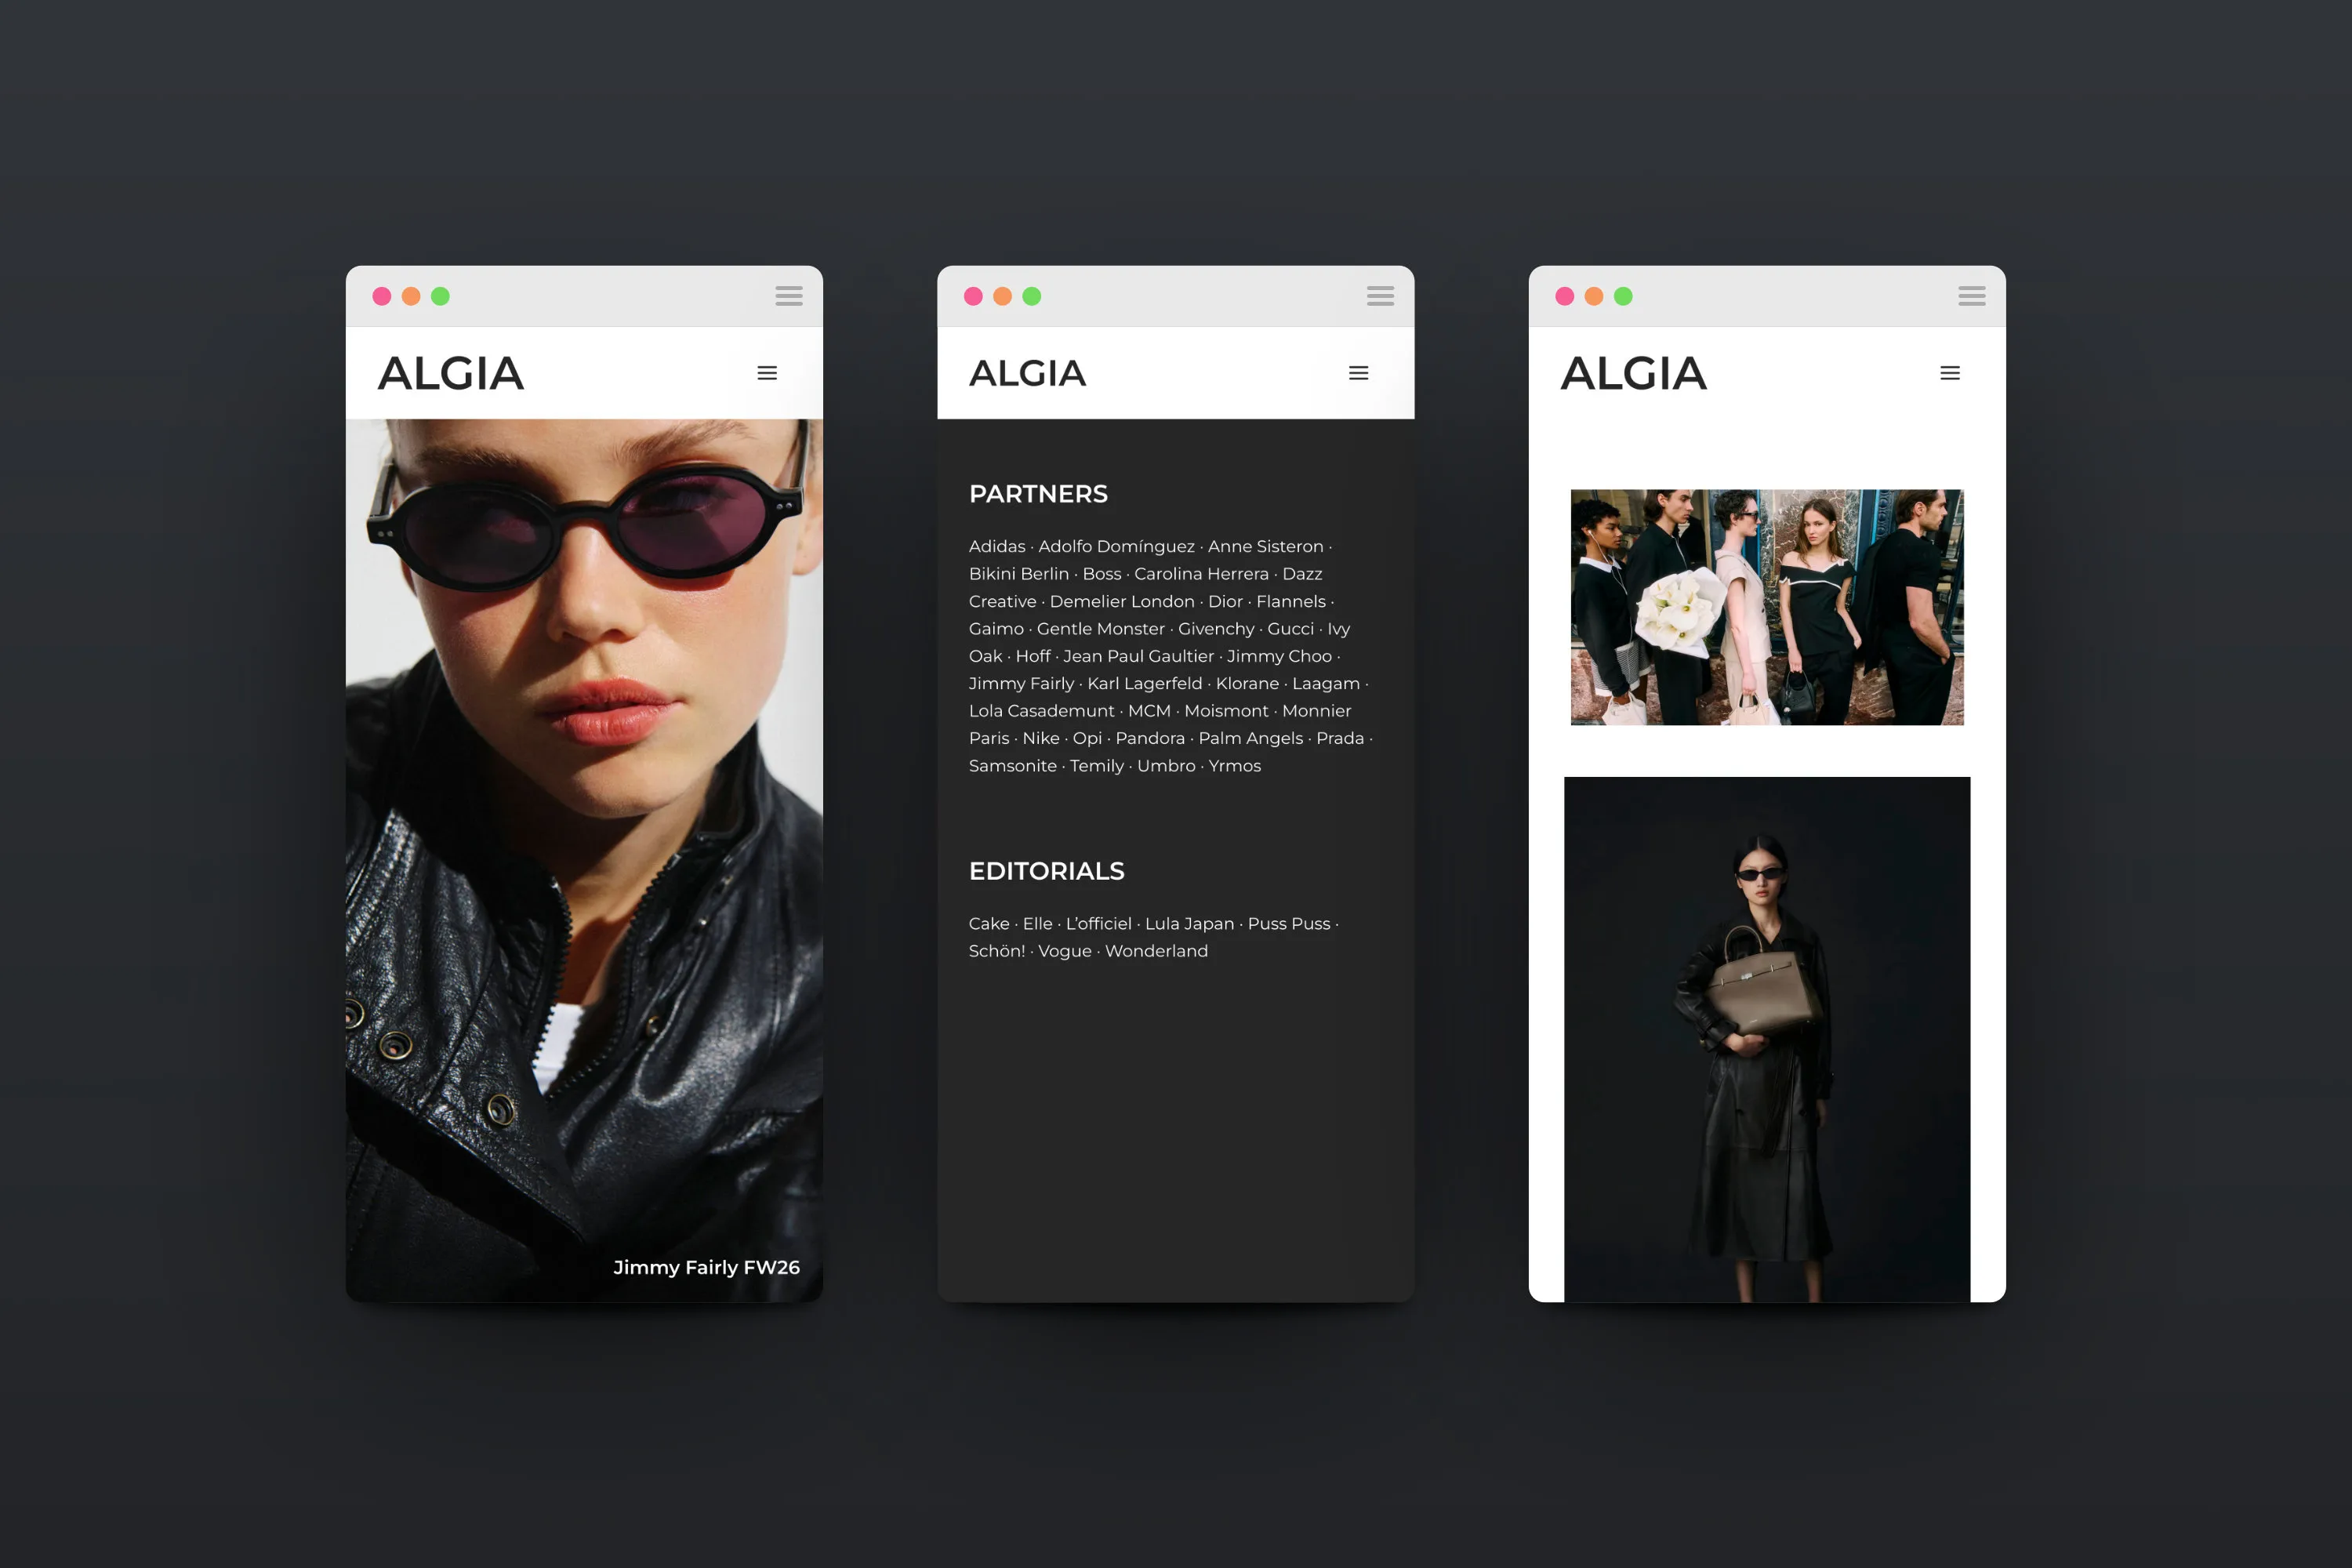 ALGIA
Jimmy Fairly FW26
ALGIA
PARTNERS
Adidas · Adolfo Domínguez · Anne Sisteron ·
Bikini Berlin · Boss · Carolina Herrera · Dazz
Creative · Demelier London · Dior · Flannels ·
Gaimo · Gentle Monster · Givenchy · Gucci · Ivy
Oak · Hoff · Jean Paul Gaultier · Jimmy Choo ·
Jimmy Fairly · Karl Lagerfeld · Klorane · Laagam ·
Lola Casademunt · MCM · Moismont · Monnier
Paris · Nike · Opi · Pandora · Palm Angels · Prada ·
Samsonite · Temily · Umbro · Yrmos
EDITORIALS
Cake · Elle · L’officiel · Lula Japan · Puss Puss ·
Schön! · Vogue · Wonderland
ALGIA